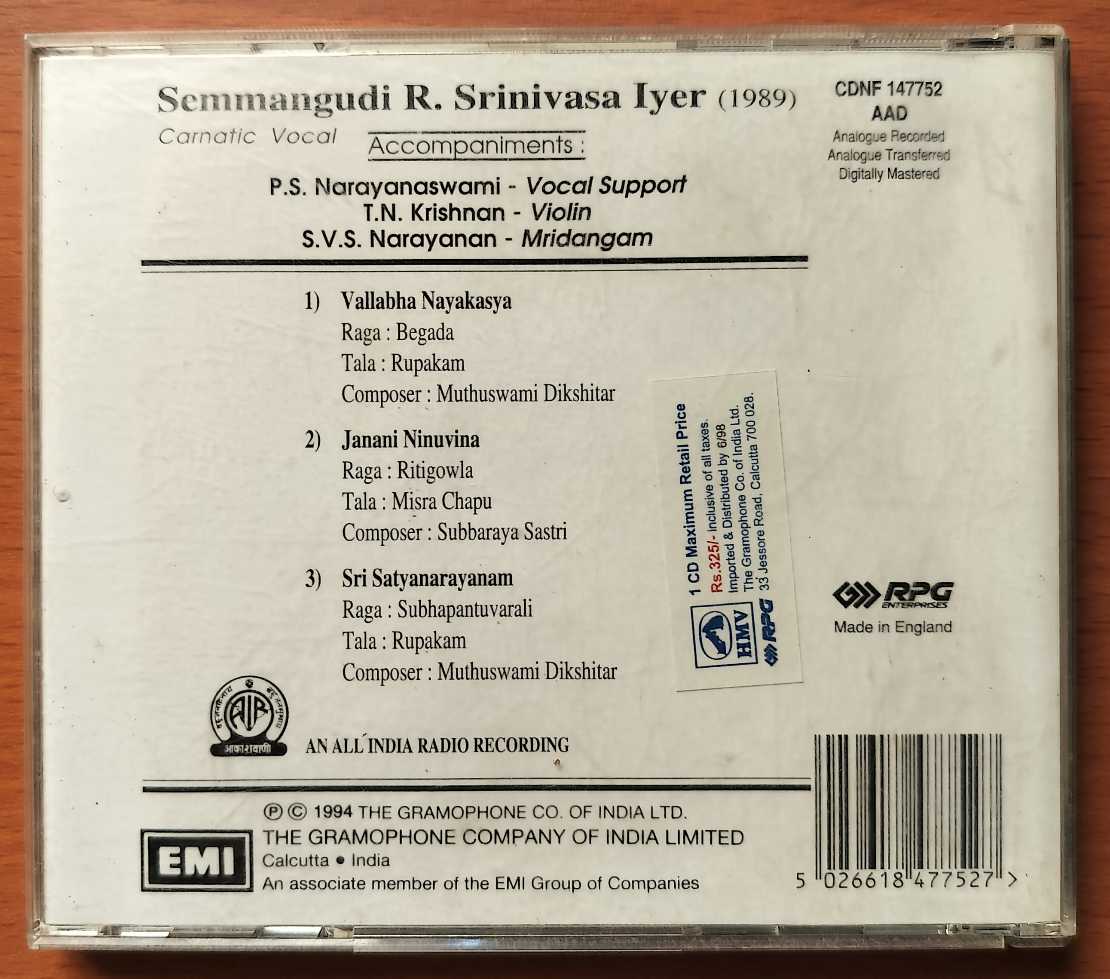 Semmangudi R. Srinivasa Iyer (1989)
Carnatic Vocal
Accompaniments :
P.S. Narayanaswami - Vocal Support
T.N. Krishnan - Violin
S.V.S. Narayanan - Mridangam
CDNF 147752
AAD
Analogue Recorded
Analogue Transferred
Digitally Mastered
1) Vallabha Nayakasya
Raga : Begada
Tala : Rupakam
Composer : Muthuswami Dikshitar
2) Janani Ninuvina
Raga : Ritigowla
Tala : Misra Chapu
Composer : Subbaraya Sastri
3) Sri Satyanarayanam
Raga : Subhapantuvarali
Tala : Rupakam
Composer : Muthuswami Dikshitar
1 CD Maximum Retail Price
Rs.325/- inclusive of all taxes.
Imported & Distributed by 6/98
The Gramophone Co. of India Ltd.
33 Jessore Road, Calcutta 700 028.
HMV
RPG
RPG
ENTERPRISES
Made in England
AIR
आकाशवाणी
AN ALL INDIA RADIO RECORDING
Ⓟ © 1994 THE GRAMOPHONE CO. OF INDIA LTD.
THE GRAMOPHONE COMPANY OF INDIA LIMITED
EMI
Calcutta • India
An associate member of the EMI Group of Companies
5 026618 477527 >